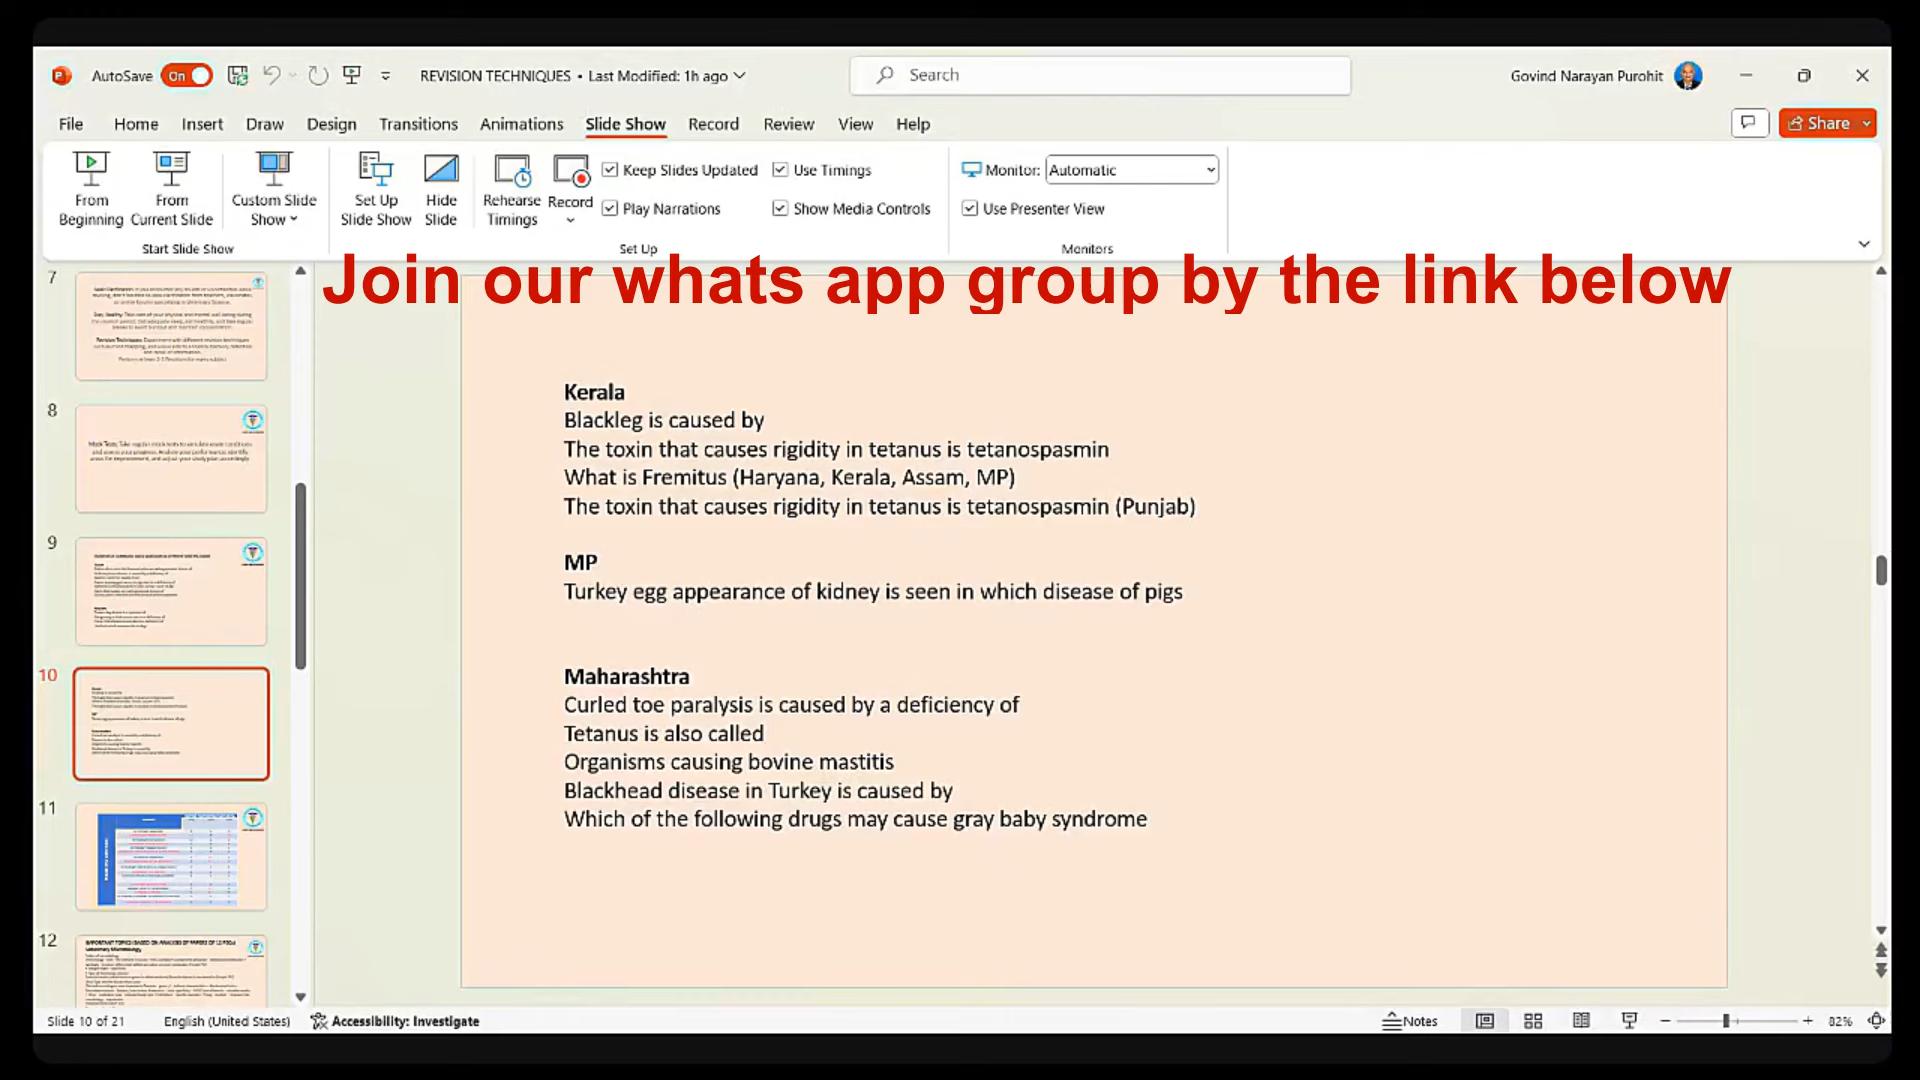 AutoSave On REVISION TECHNIQUES • Last Modified: 1h ago Search Govind Narayan Purohit
File Home Insert Draw Design Transitions Animations Slide Show Record Review View Help Share
From Beginning
From Current Slide
Custom Slide Show
Set Up Slide Show
Hide Slide
Rehearse Timings
Record
Keep Slides Updated
Use Timings
Play Narrations
Show Media Controls
Monitor: Automatic
Use Presenter View
Start Slide Show Set Up Monitors
Join our whats app group by the link below
7
8
9
10
11
12
Kerala
Blackleg is caused by
The toxin that causes rigidity in tetanus is tetanospasmin
What is Fremitus (Haryana, Kerala, Assam, MP)
The toxin that causes rigidity in tetanus is tetanospasmin (Punjab)
MP
Turkey egg appearance of kidney is seen in which disease of pigs
Maharashtra
Curled toe paralysis is caused by a deficiency of
Tetanus is also called
Organisms causing bovine mastitis
Blackhead disease in Turkey is caused by
Which of the following drugs may cause gray baby syndrome
Slide 10 of 21 English (United States) Accessibility: Investigate Notes 82%